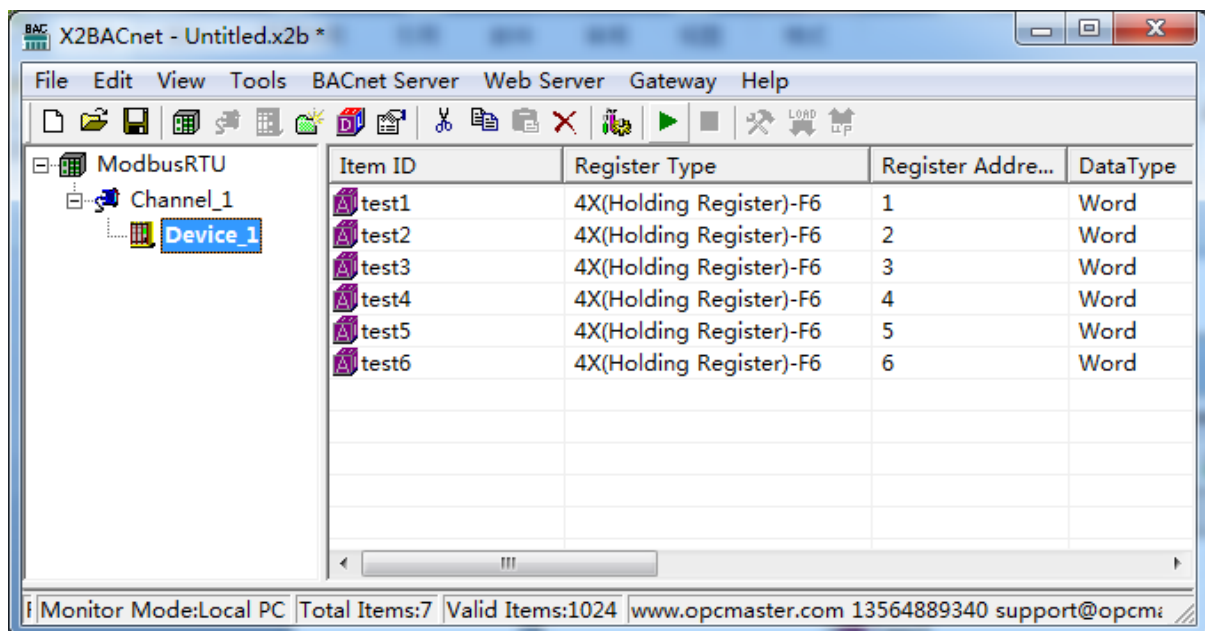 X2BACnet - Untitled.x2b *
File Edit View Tools BACnet Server Web Server Gateway Help
ModbusRTU
Channel_1
Device_1
Item ID Register Type Register Addre... DataType
test1 4X(Holding Register)-F6 1 Word
test2 4X(Holding Register)-F6 2 Word
test3 4X(Holding Register)-F6 3 Word
test4 4X(Holding Register)-F6 4 Word
test5 4X(Holding Register)-F6 5 Word
test6 4X(Holding Register)-F6 6 Word
Monitor Mode:Local PC Total Items:7 Valid Items:1024 www.opcmaster.com 13564889340 support@opcma